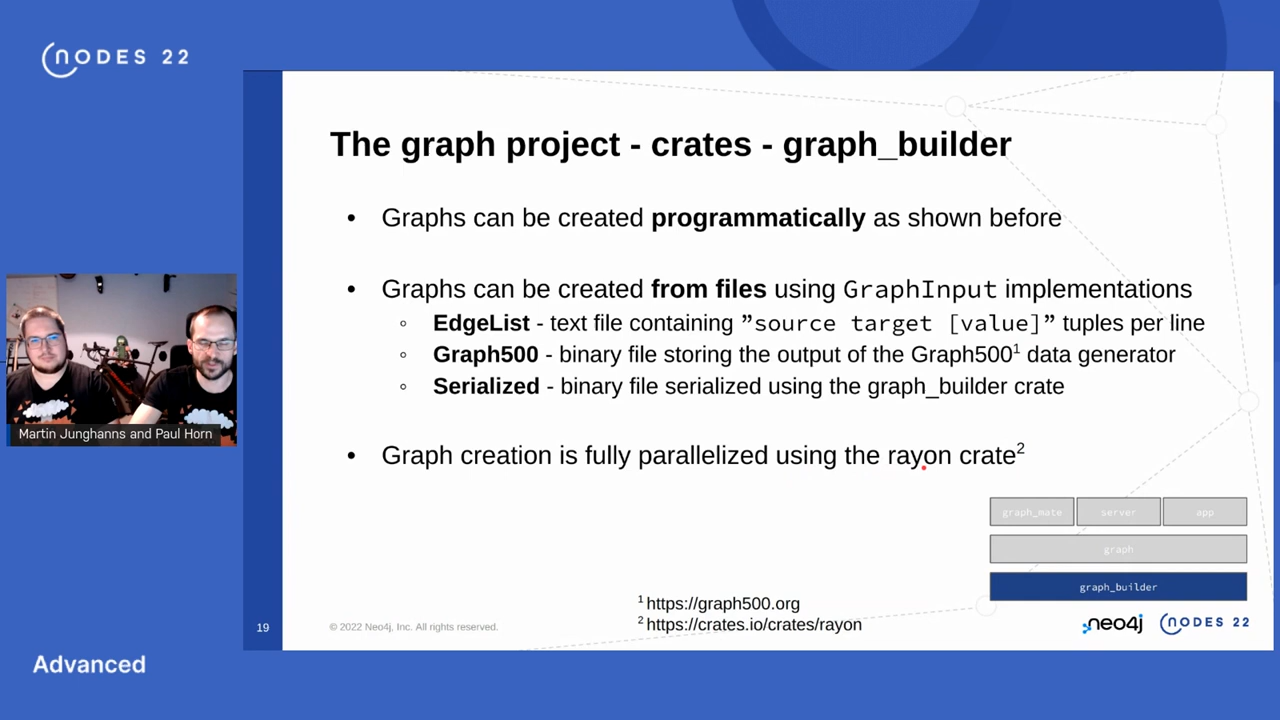 NODES 22
The graph project - crates - graph_builder
• Graphs can be created programmatically as shown before
• Graphs can be created from files using GraphInput implementations
◦ EdgeList - text file containing ”source target [value]” tuples per line
◦ Graph500 - binary file storing the output of the Graph500¹ data generator
◦ Serialized - binary file serialized using the graph_builder crate
Martin Junghanns and Paul Horn
• Graph creation is fully parallelized using the rayon crate²
graph_mate server app
graph
graph_builder
¹ https://graph500.org
² https://crates.io/crates/rayon
19 © 2022 Neo4j, Inc. All rights reserved.
neo4j NODES 22
Advanced